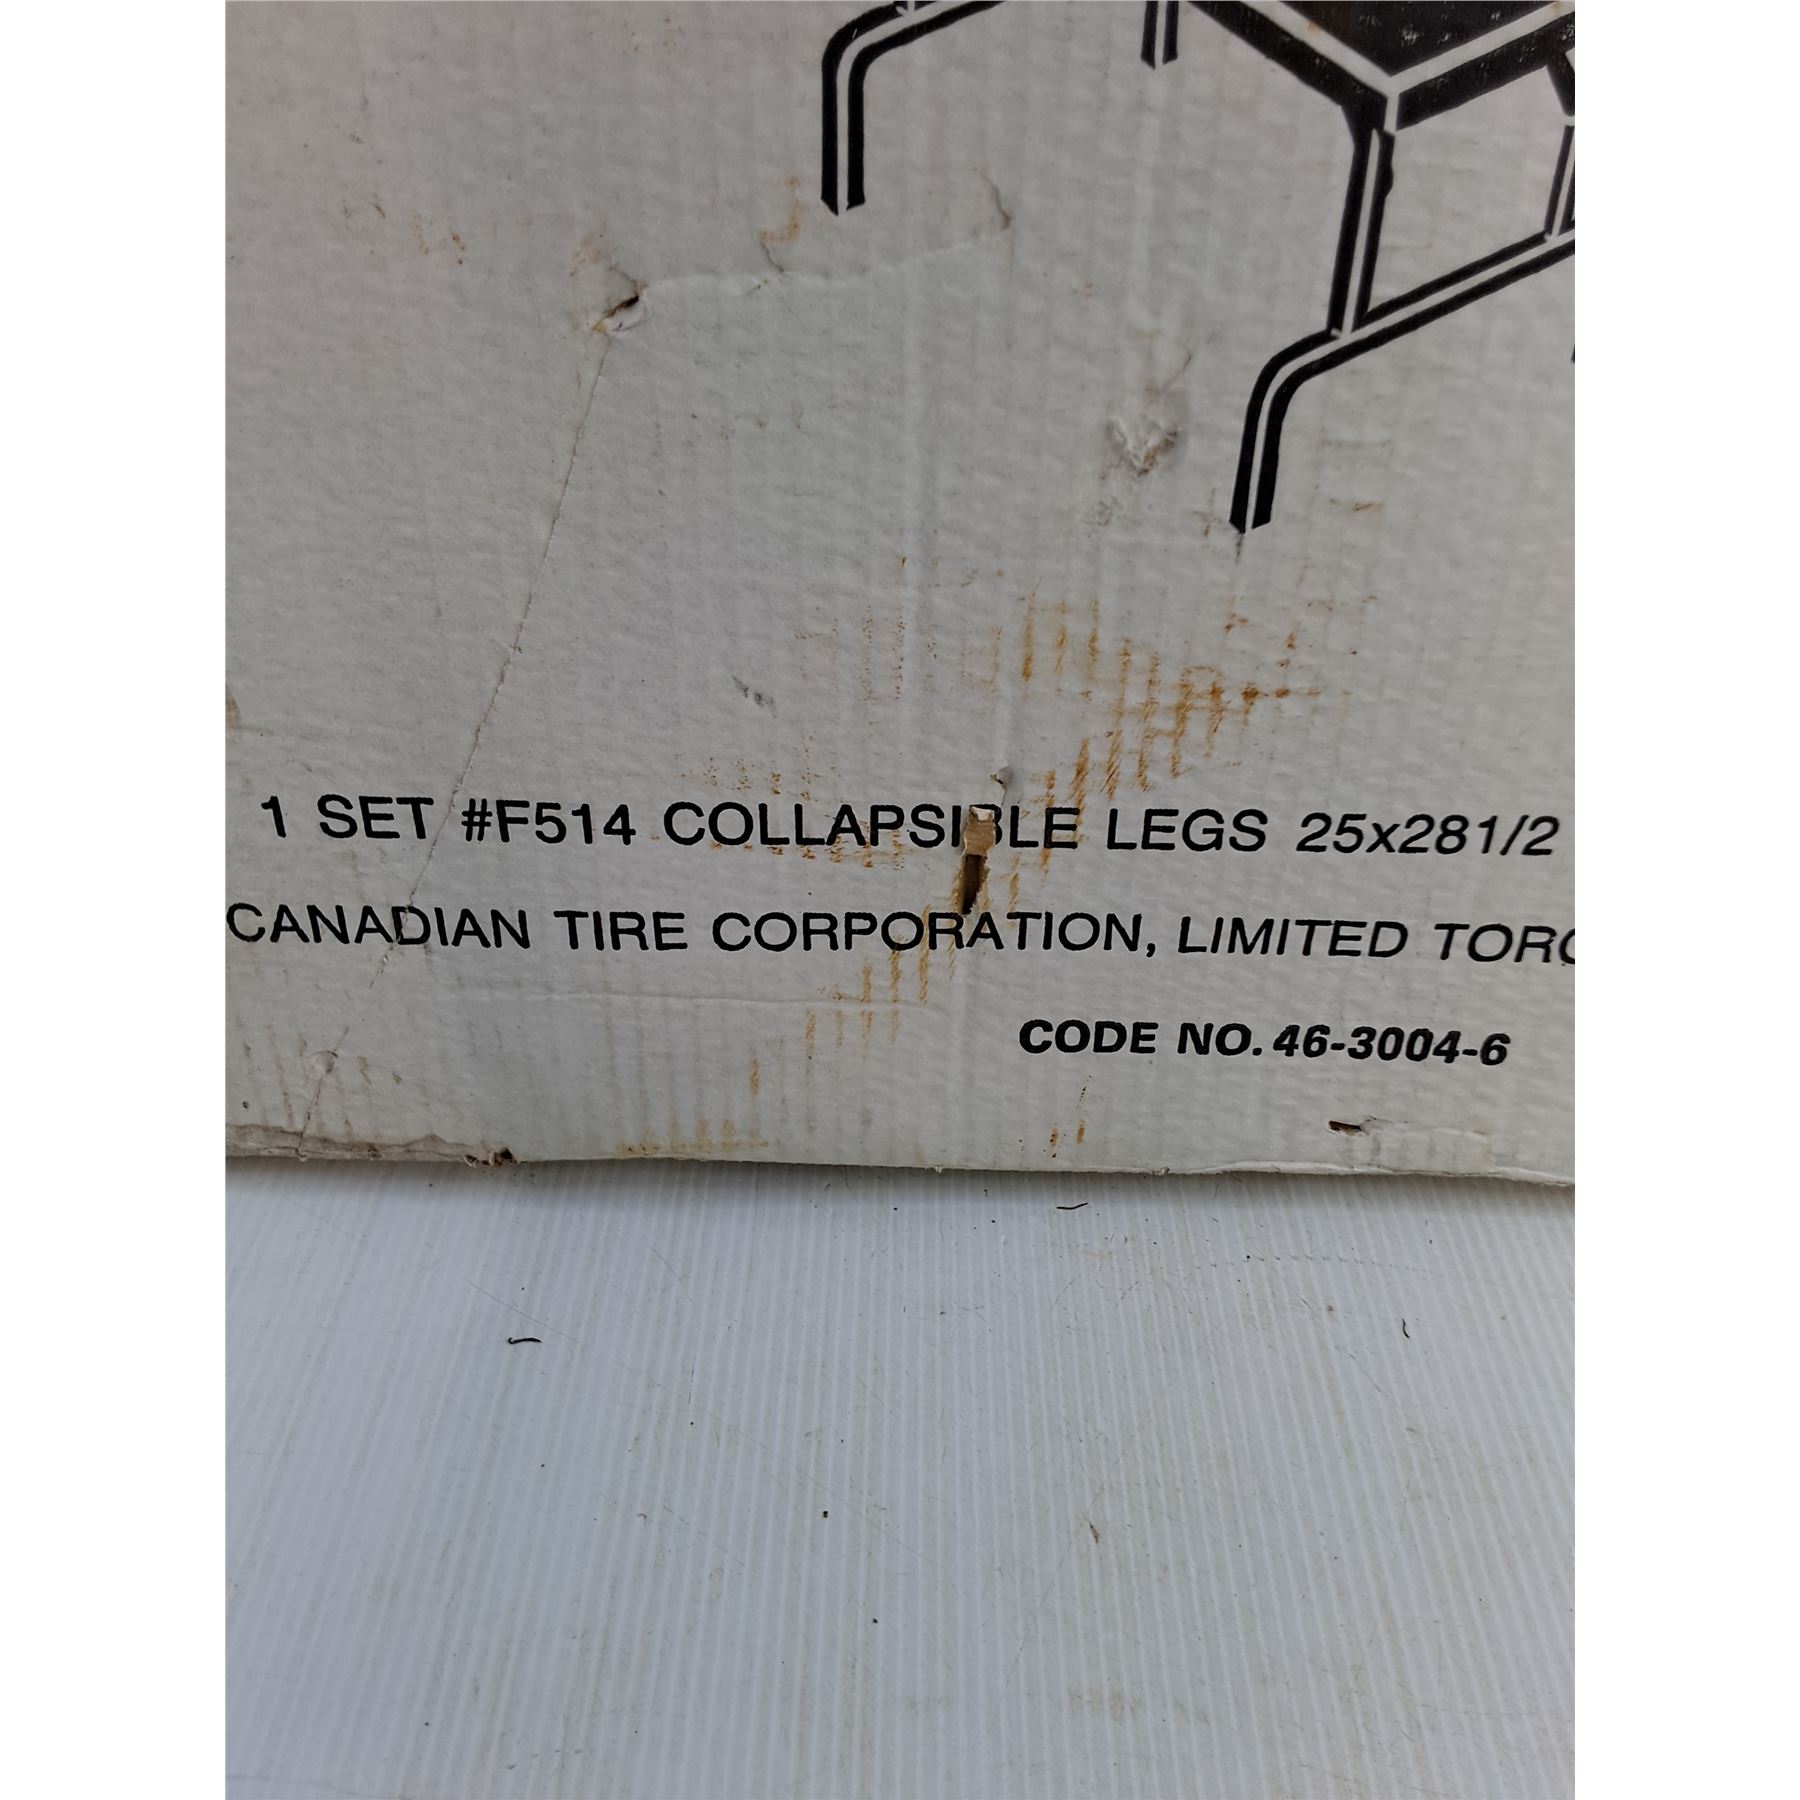 1 SET #F514 COLLAPSIBLE LEGS 25x281/2
CANADIAN TIRE CORPORATION, LIMITED
CODE NO. 46-3004-6